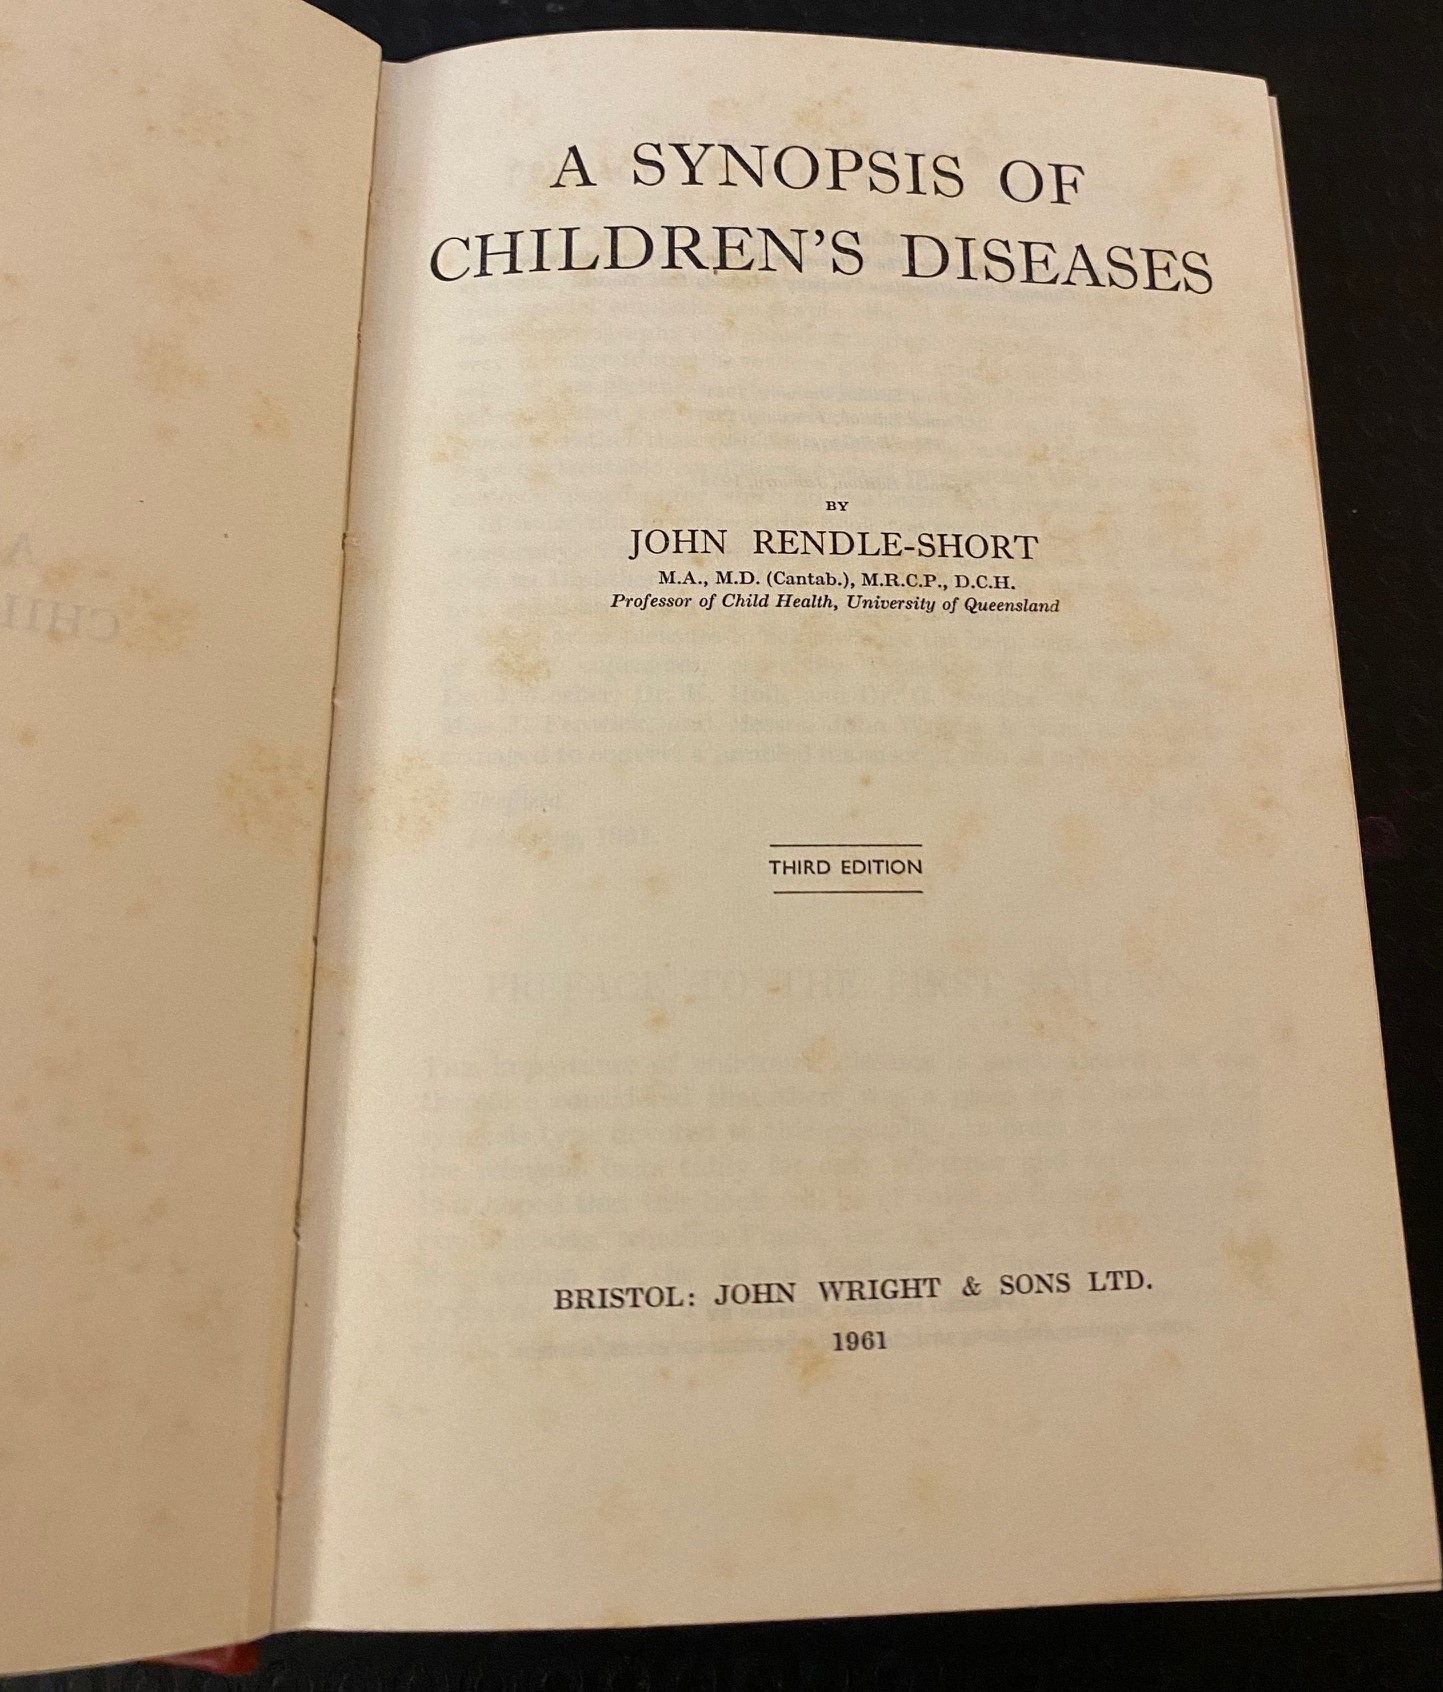 A SYNOPSIS OF
CHILDREN'S DISEASES
BY
JOHN RENDLE-SHORT
M.A., M.D. (Cantab.), M.R.C.P., D.C.H.
Professor of Child Health, University of Queensland
THIRD EDITION
BRISTOL: JOHN WRIGHT & SONS LTD.
1961